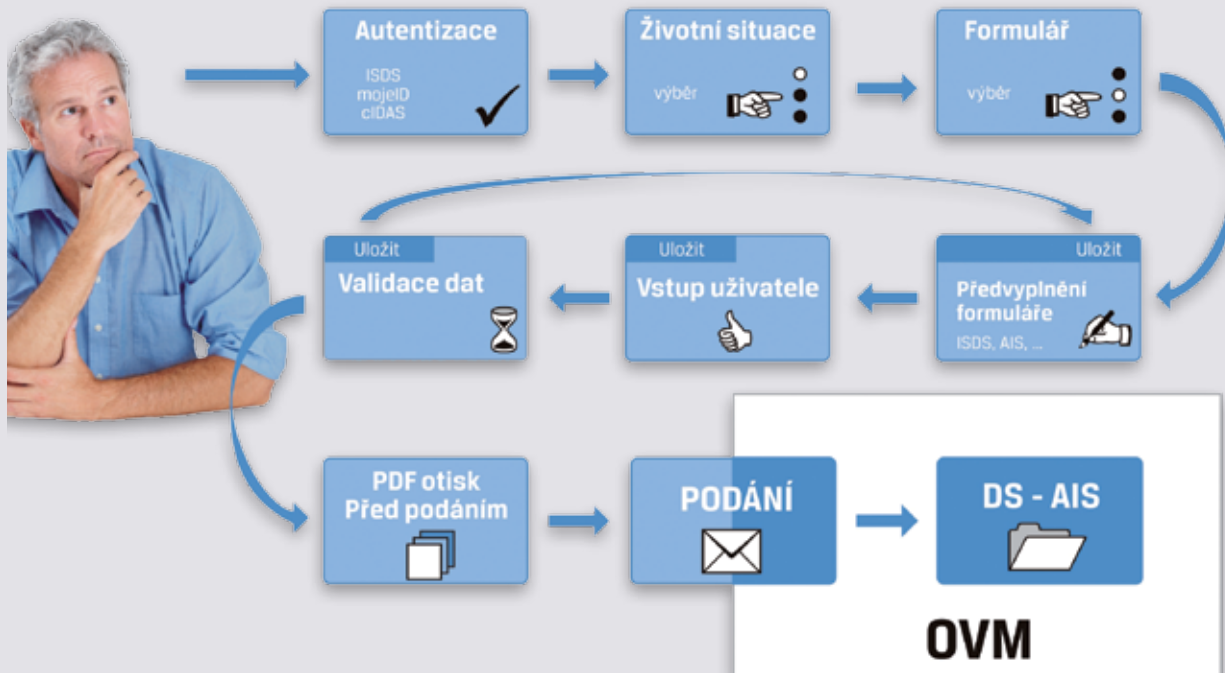 Autentizace
ISDS
mojeID
cIDAS
Životní situace
výběr
Formulář
výběr
Uložit
Předvyplnění
formuláře
ISDS, AIS, ...
Uložit
Vstup uživatele
Uložit
Validace dat
PDF otisk
Před podáním
PODÁNÍ
DS - AIS
OVM